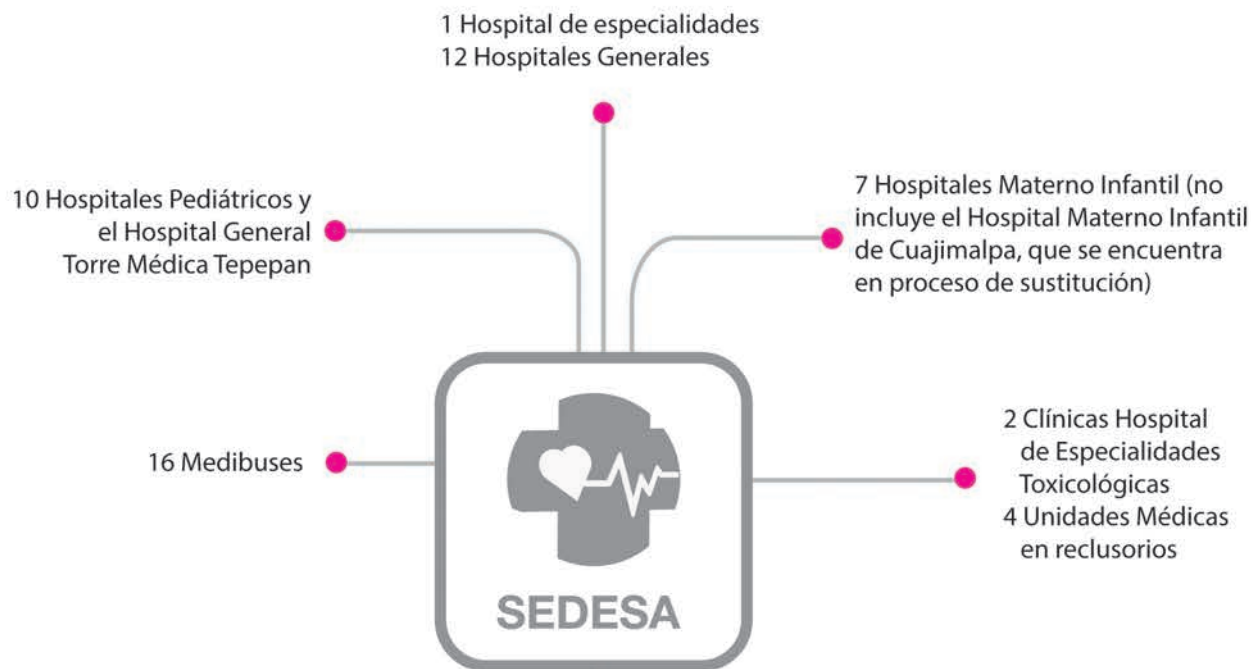 1 Hospital de especialidades
12 Hospitales Generales
10 Hospitales Pediátricos y
el Hospital General
Torre Médica Tepepan
7 Hospitales Materno Infantil (no
incluye el Hospital Materno Infantil
de Cuajimalpa, que se encuentra
en proceso de sustitución)
16 Medibuses
2 Clínicas Hospital
de Especialidades
Toxicológicas
4 Unidades Médicas
en reclusorios
SEDESA